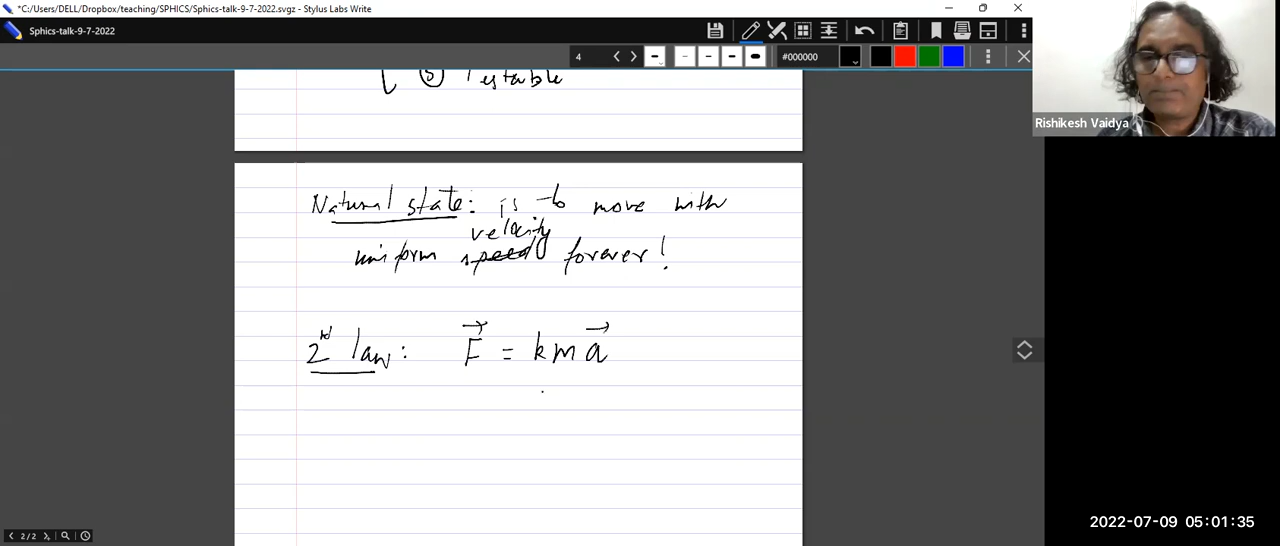 *C:/Users/DELL/Dropbox/teaching/SPHICS/Sphics-talk-9-7-2022.svgz - Stylus Labs Write
Sphics-talk-9-7-2022
4
#000000
Rishikesh Vaidya
(5) Testable
Natural state: is to move with
velocity
uniform speed forever!
2nd law: F⃗ = k m a⃗
2/2
2022-07-09 05:01:35